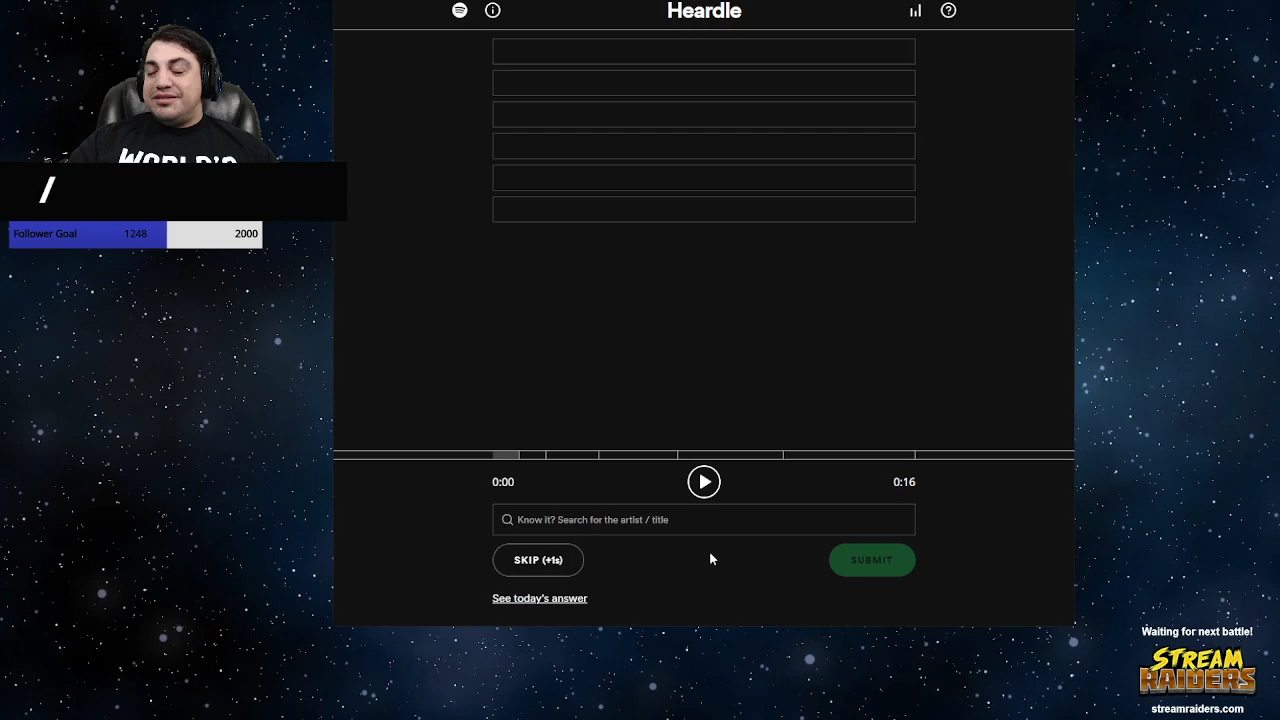 Heardle
WORLD'S
/
Follower Goal 1248 2000
0:00 0:16
Know it? Search for the artist / title
SKIP (+1s) SUBMIT
See today's answer
Waiting for next battle!
STREAM
RAIDERS
streamraiders.com